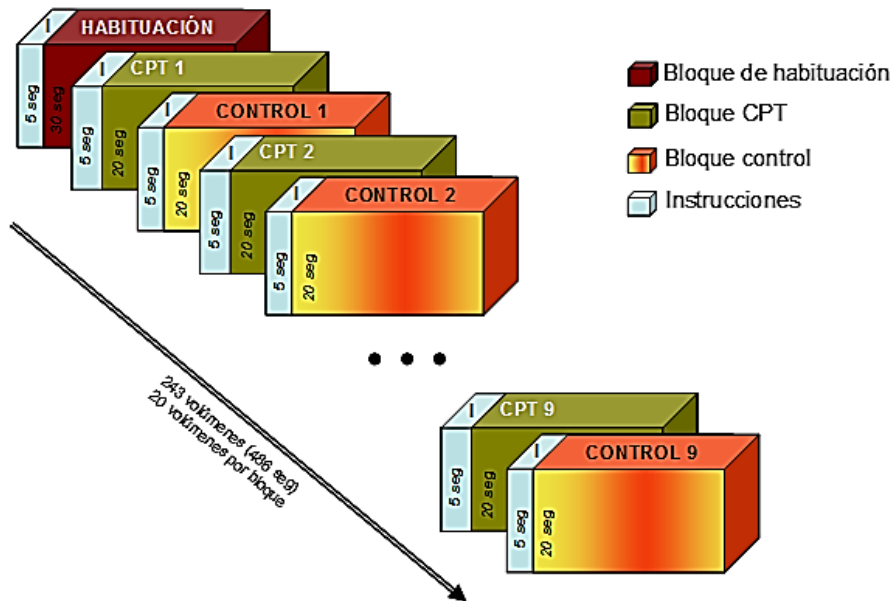 I HABITUACIÓN
5 seg 30 seg
I CPT 1
5 seg 20 seg
I CONTROL 1
5 seg 20 seg
I CPT 2
5 seg 20 seg
I CONTROL 2
5 seg 20 seg
Bloque de habituación
Bloque CPT
Bloque control
Instrucciones
243 volúmenes (486 seg)
20 volúmenes por bloque
I CPT 9
5 seg 20 seg
I CONTROL 9
5 seg 20 seg